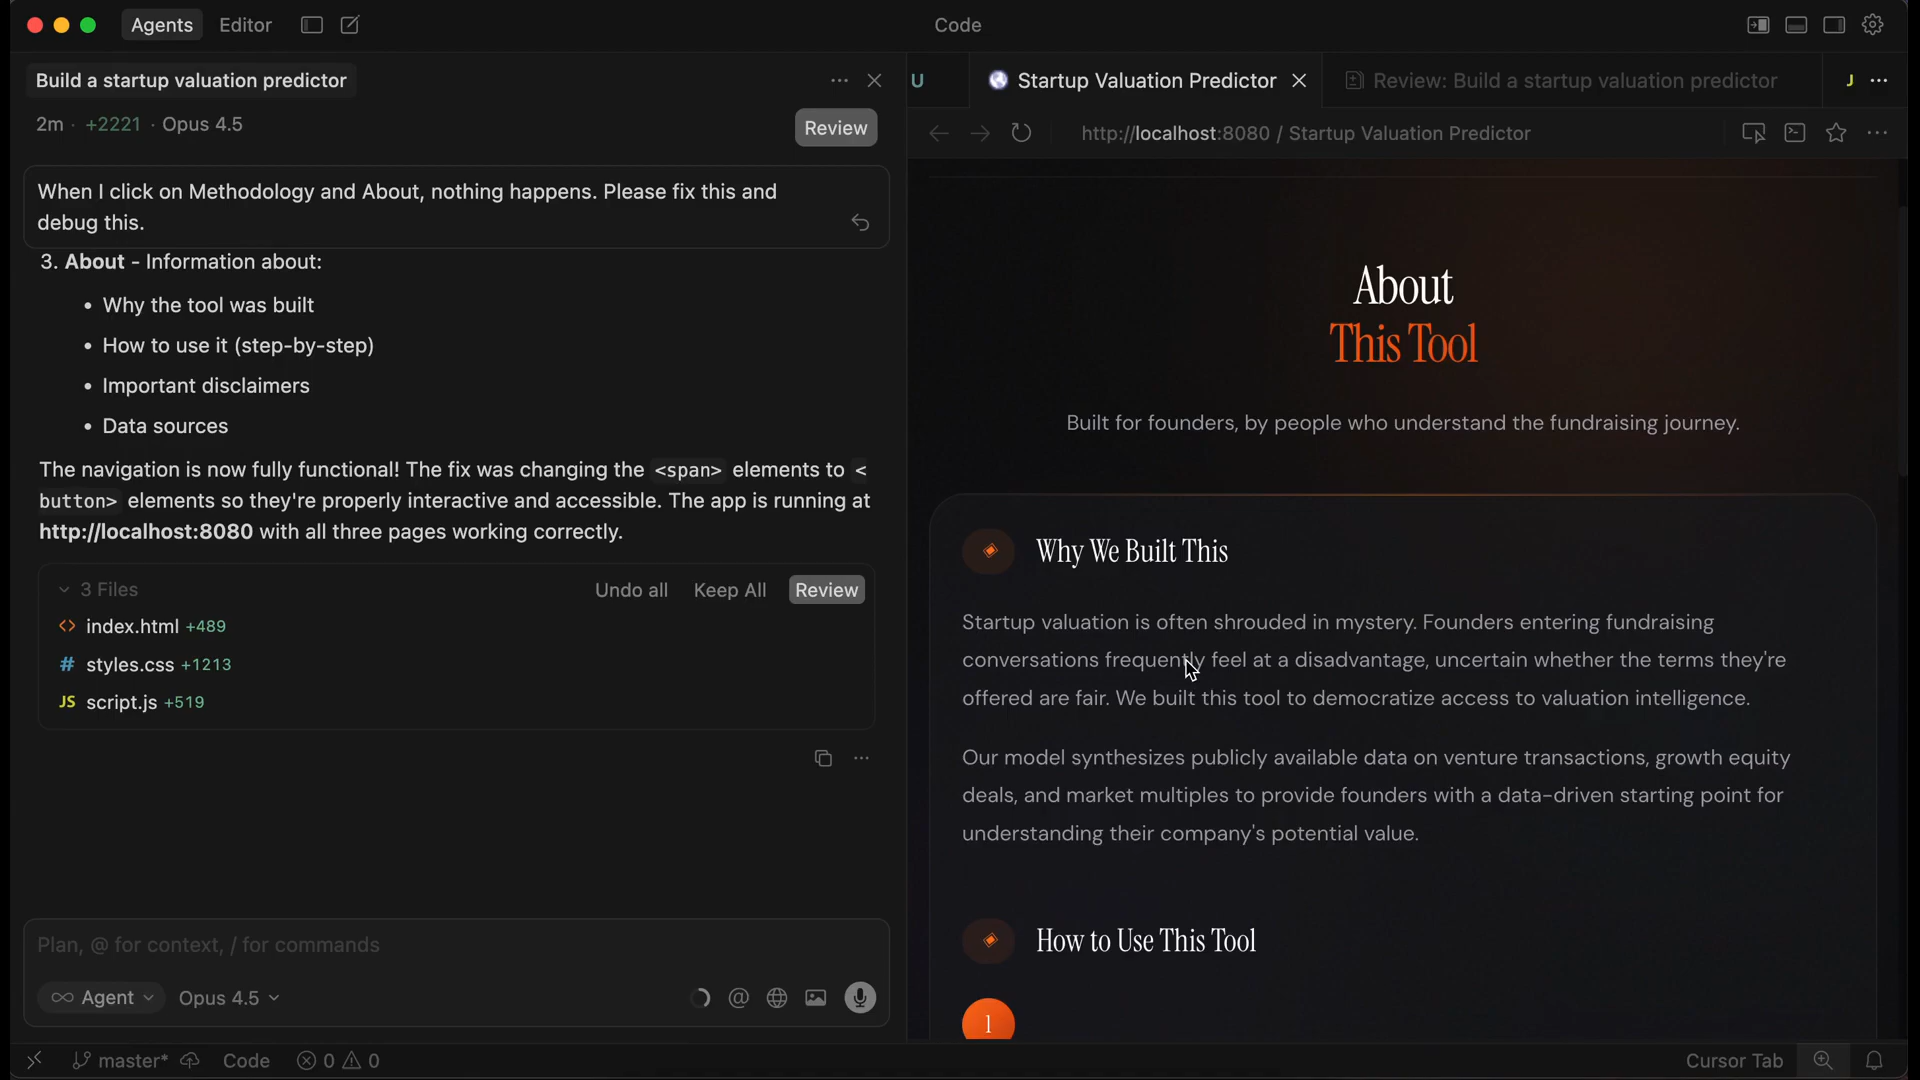 Agents Editor Code
Build a startup valuation predictor
2m · +2221 · Opus 4.5
Review
When I click on Methodology and About, nothing happens. Please fix this and
debug this.
3. About - Information about:
• Why the tool was built
• How to use it (step-by-step)
• Important disclaimers
• Data sources
The navigation is now fully functional! The fix was changing the <span> elements to <
button> elements so they're properly interactive and accessible. The app is running at
http://localhost:8080 with all three pages working correctly.
3 Files Undo all Keep All Review
<> index.html +489
# styles.css +1213
JS script.js +519
Plan, @ for context, / for commands
Agent Opus 4.5
U Startup Valuation Predictor Review: Build a startup valuation predictor J
http://localhost:8080 / Startup Valuation Predictor
About
This Tool
Built for founders, by people who understand the fundraising journey.
Why We Built This
Startup valuation is often shrouded in mystery. Founders entering fundraising
conversations frequently feel at a disadvantage, uncertain whether the terms they're
offered are fair. We built this tool to democratize access to valuation intelligence.
Our model synthesizes publicly available data on venture transactions, growth equity
deals, and market multiples to provide founders with a data-driven starting point for
understanding their company's potential value.
How to Use This Tool
1
master* Code 0 0 Cursor Tab